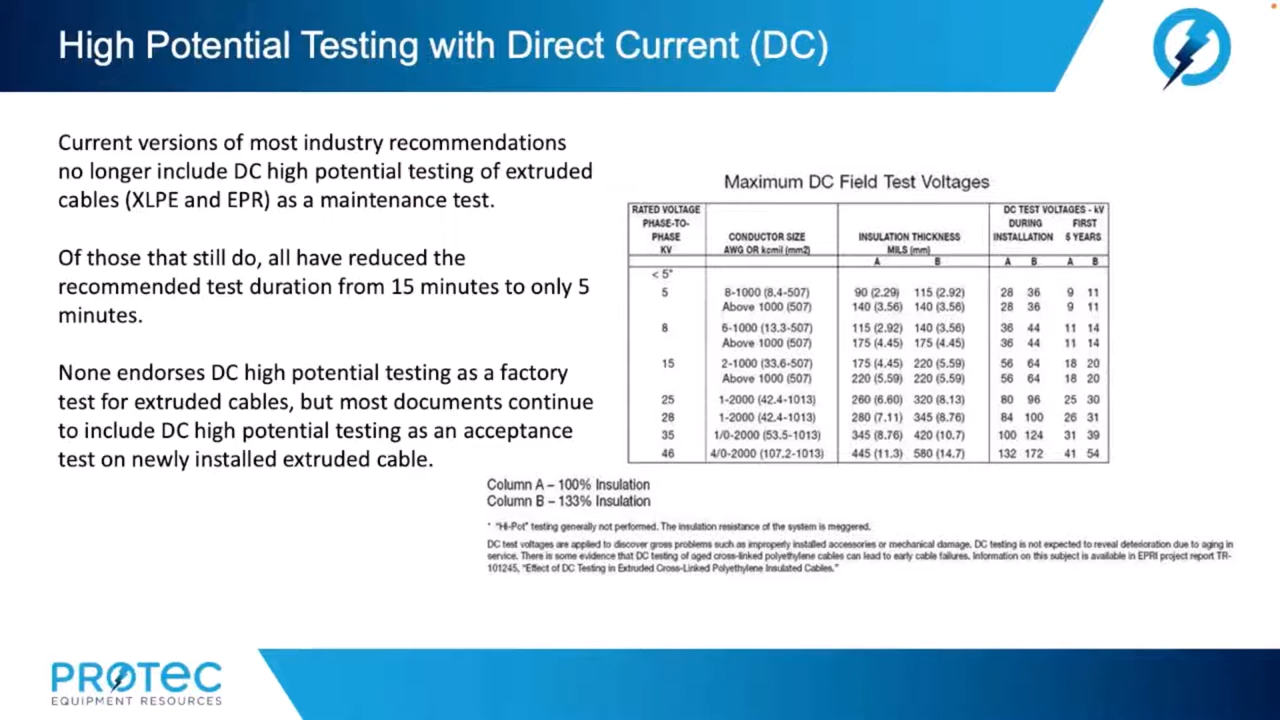 High Potential Testing with Direct Current (DC)
Current versions of most industry recommendations
no longer include DC high potential testing of extruded
cables (XLPE and EPR) as a maintenance test.
Of those that still do, all have reduced the
recommended test duration from 15 minutes to only 5
minutes.
None endorses DC high potential testing as a factory
test for extruded cables, but most documents continue
to include DC high potential testing as an acceptance
test on newly installed extruded cable.
Maximum DC Field Test Voltages
RATED VOLTAGE DC TEST VOLTAGES - kV
PHASE-TO- DURING FIRST
PHASE CONDUCTOR SIZE INSULATION THICKNESS INSTALLATION 5 YEARS
KV AWG OR kcmil (mm2) MILS (mm)
A B A B A B
< 5*
5 8-1000 (8.4-507) 90 (2.29) 115 (2.92) 28 36 9 11
Above 1000 (507) 140 (3.56) 140 (3.56) 28 36 9 11
8 6-1000 (13.3-507) 115 (2.92) 140 (3.56) 36 44 11 14
Above 1000 (507) 175 (4.45) 175 (4.45) 36 44 11 14
15 2-1000 (33.6-507) 175 (4.45) 220 (5.59) 56 64 18 20
Above 1000 (507) 220 (5.59) 220 (5.59) 56 64 18 20
25 1-2000 (42.4-1013) 260 (6.60) 320 (8.13) 80 96 25 30
28 1-2000 (42.4-1013) 280 (7.11) 345 (8.76) 84 100 26 31
35 1/0-2000 (53.5-1013) 345 (8.76) 420 (10.7) 100 124 31 39
46 4/0-2000 (107.2-1013) 445 (11.3) 580 (14.7) 132 172 41 54
Column A – 100% Insulation
Column B – 133% Insulation
* "Hi-Pot" testing generally not performed. The insulation resistance of the system is meggered.
DC test voltages are applied to discover gross problems such as improperly installed accessories or mechanical damage. DC testing is not expected to reveal deterioration due to aging in
service. There is some evidence that DC testing of aged cross-linked polyethylene cables can lead to early cable failures. Information on this subject is available in EPRI project report TR-
101245, "Effect of DC Testing in Extruded Cross-Linked Polyethylene Insulated Cables."
PROTEC
EQUIPMENT RESOURCES